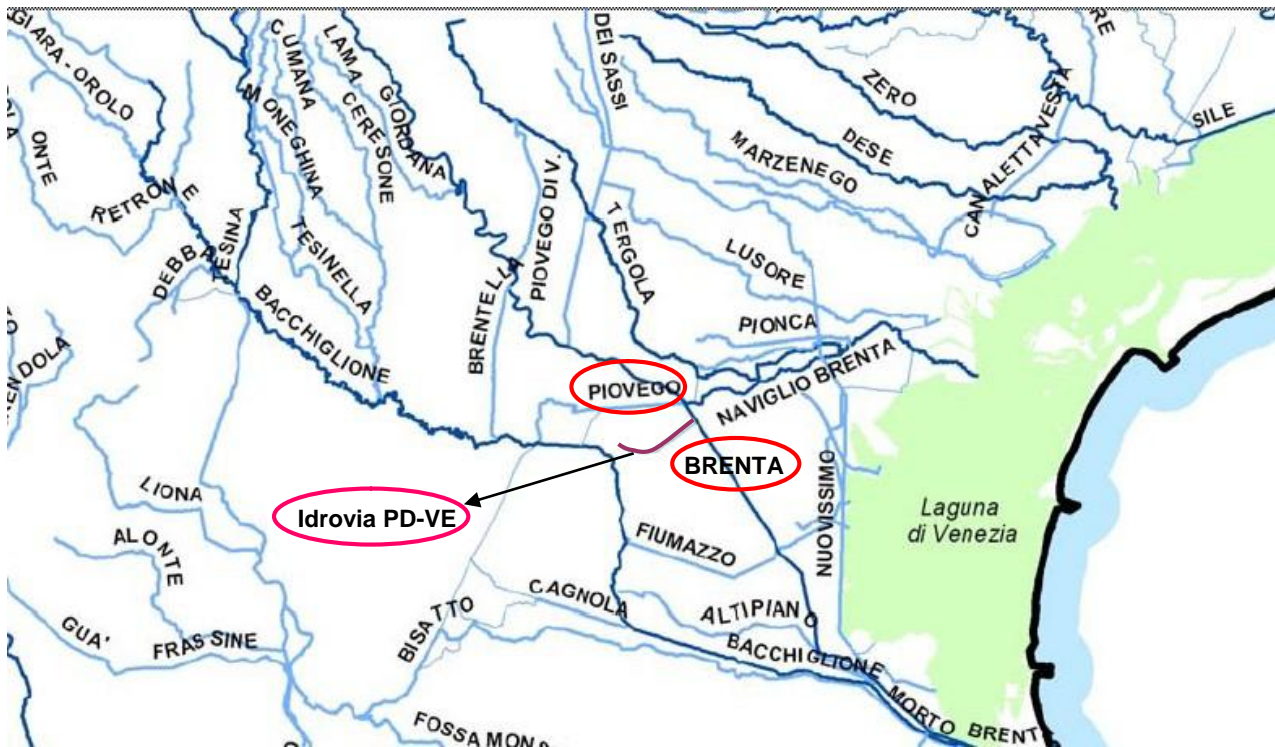 GIARA - OROLO
ONTE
RETRONE
CUMANA
MONEGHINA
LAMA
CERESONE
GIORDANA
DEI SASSI
ZERO
DESE
MARZENEGO
CANALETTA VESTA
SILE
DEBBA
TESINA
TESINELLA
BACCHIGLIONE
BRENTELLA
PIOVEGO DI V.
TERGOLA
LUSORE
PIONCA
PIOVEGO
NAVIGLIO BRENTA
BRENTA
Idrovia PD-VE
LIONA
ALONTE
GUA'
FRASSINE
BISATTO
FIUMAZZO
CAGNOLA
ALTIPIANO
NUOVISSIMO
Laguna
di Venezia
BACCHIGLIONE
MORTO BRENT
FOSSA MON